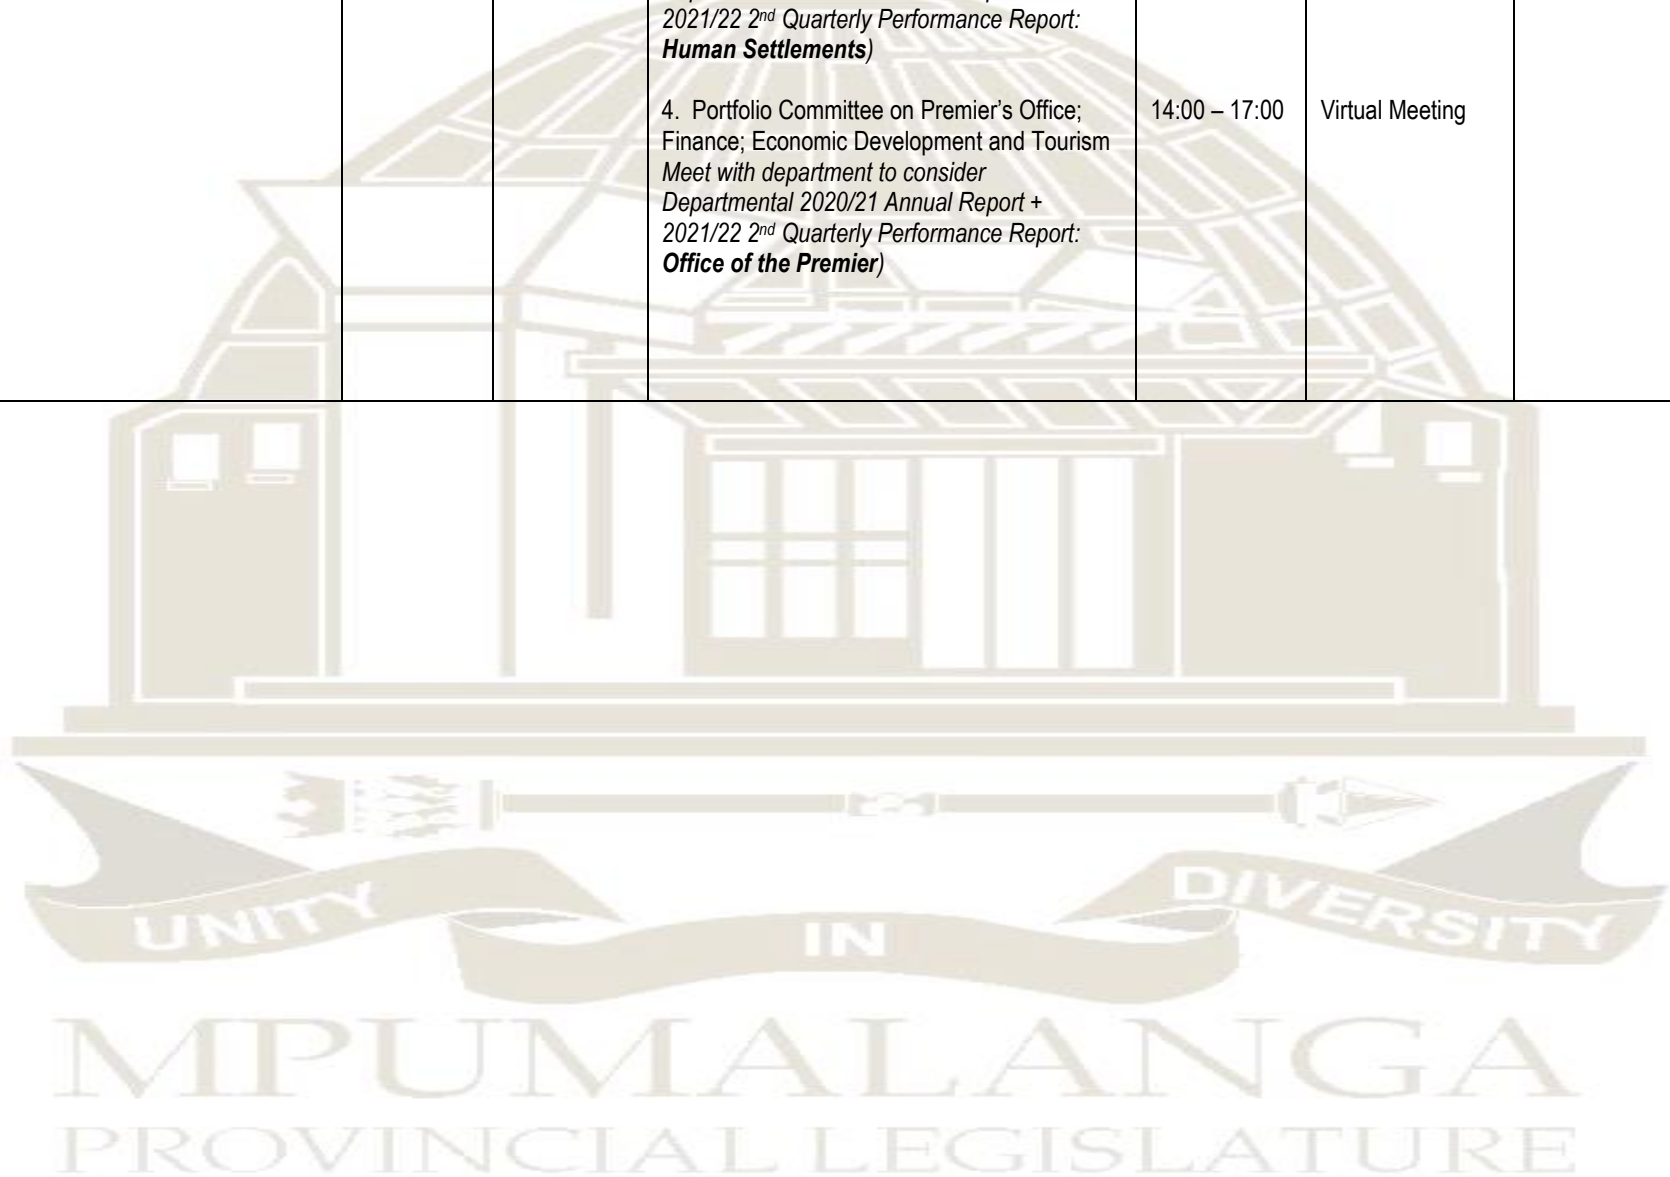 2021/22 2nd Quarterly Performance Report:
Human Settlements)
4. Portfolio Committee on Premier's Office; 14:00 – 17:00 Virtual Meeting
Finance; Economic Development and Tourism
Meet with department to consider
Departmental 2020/21 Annual Report +
2021/22 2nd Quarterly Performance Report:
Office of the Premier)
UNITY IN DIVERSITY
MPUMALANGA
PROVINCIAL LEGISLATURE